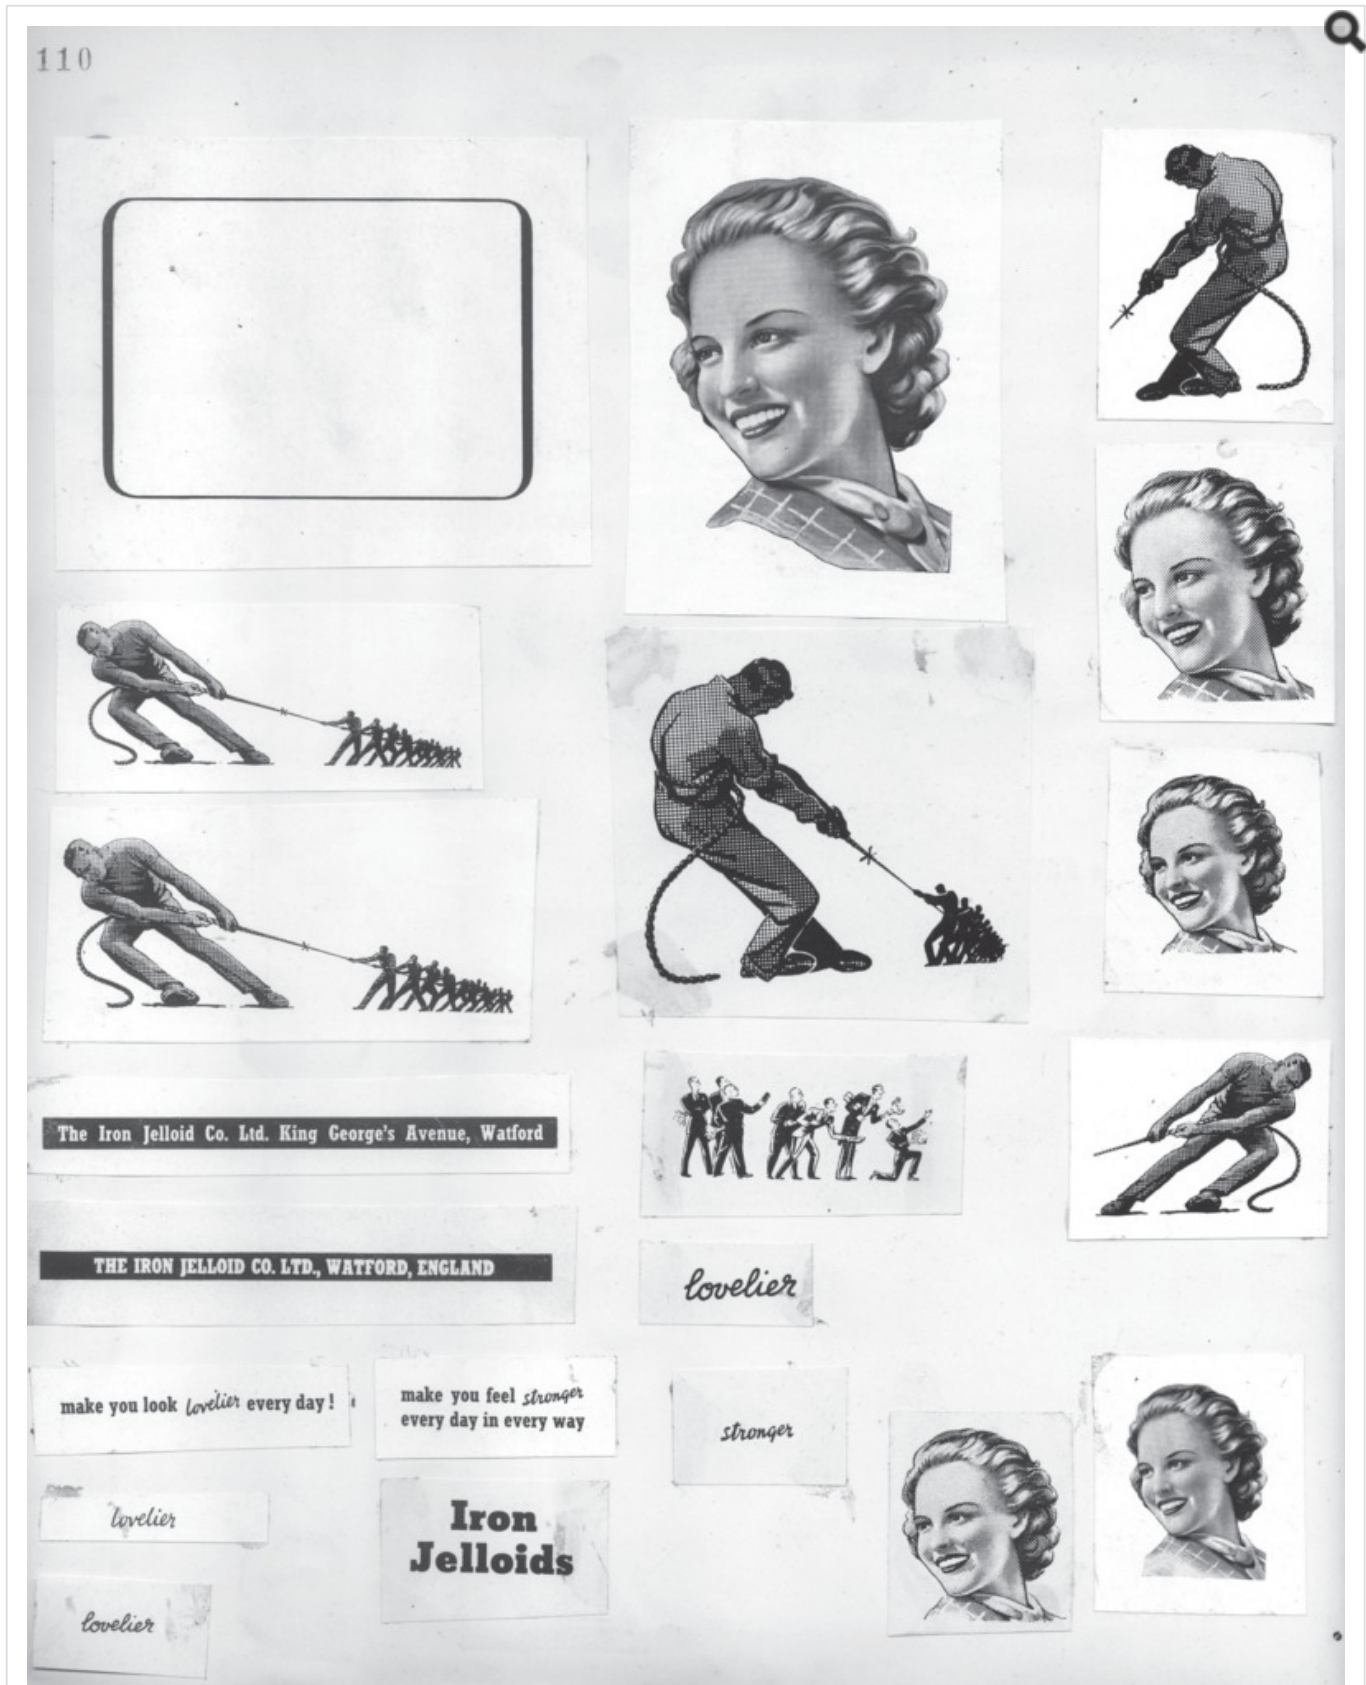 110
The Iron Jelloid Co. Ltd. King George's Avenue, Watford
THE IRON JELLOID CO. LTD., WATFORD, ENGLAND
lovelier
make you look lovelier every day!
make you feel stronger
every day in every way
stronger
lovelier
Iron
Jelloids
lovelier